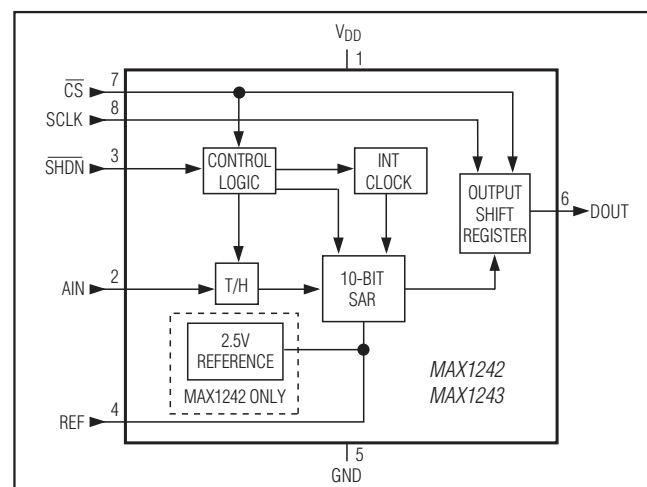 VDD
1
7
CS
8
SCLK
3
SHDN
CONTROL
LOGIC
INT
CLOCK
OUTPUT
SHIFT
REGISTER
6
DOUT
2
AIN
T/H
10-BIT
SAR
2.5V
REFERENCE
MAX1242 ONLY
MAX1242
MAX1243
4
REF
5
GND